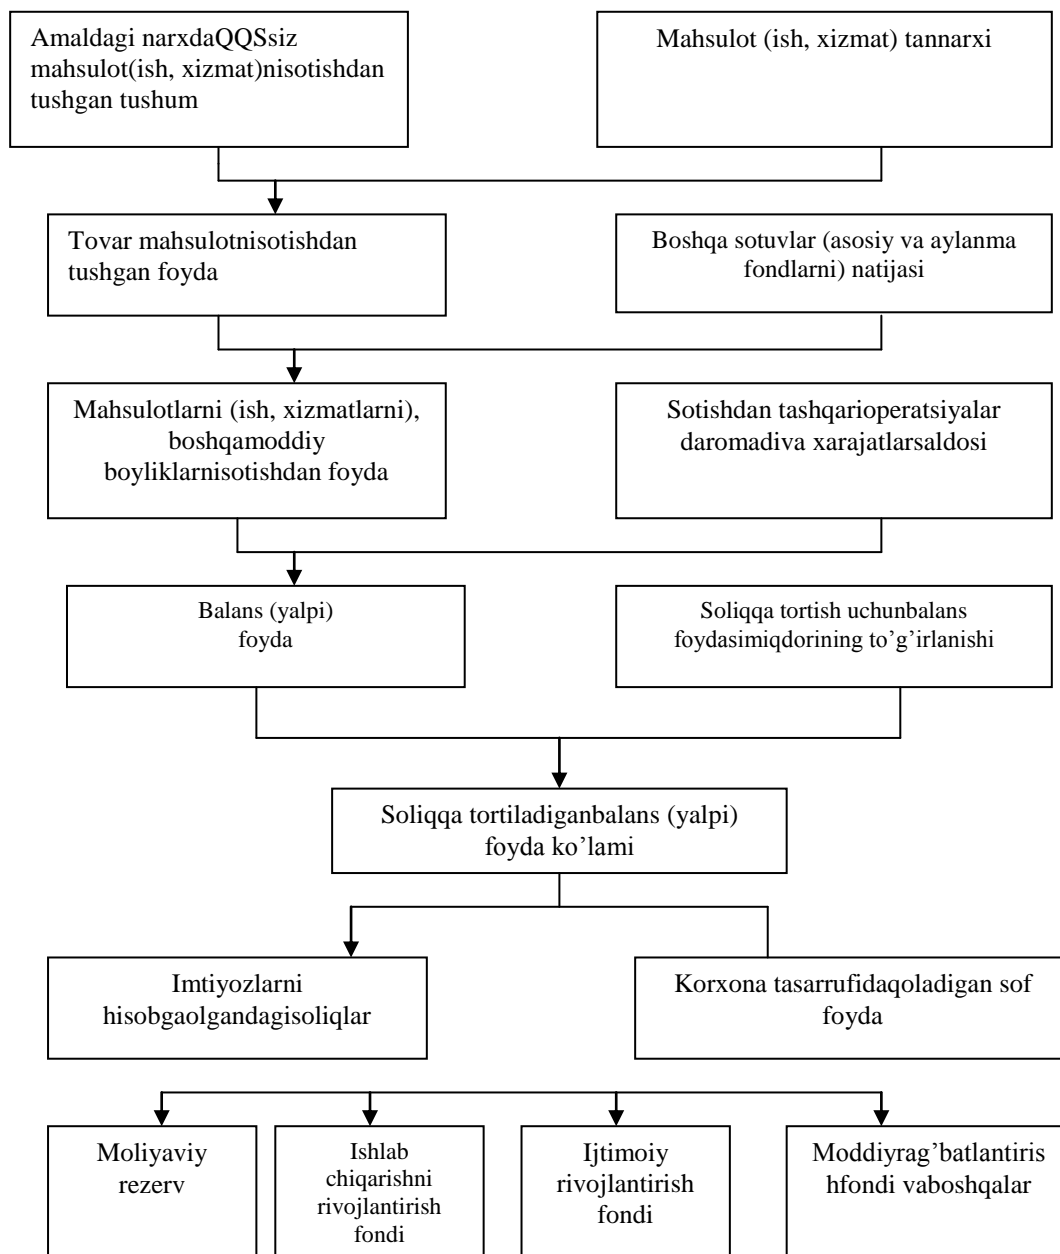 Amaldagi narxdaQQSsiz
mahsulot(ish, xizmat)nisotishdan
tushgan tushum
Mahsulot (ish, xizmat) tannarxi
Tovar mahsulotnisotishdan
tushgan foyda
Boshqa sotuvlar (asosiy va aylanma
fondlarni) natijasi
Mahsulotlarni (ish, xizmatlarni),
boshqamoddiy
boyliklarnisotishdan foyda
Sotishdan tashqarioperatsiyalar
daromadiva xarajatlarsaldosi
Balans (yalpi)
foyda
Soliqqa tortish uchunbalans
foydasimiqdorining to’g’irlanishi
Soliqqa tortiladiganbalans (yalpi)
foyda ko’lami
Imtiyozlarni
hisobgaolgandagisoliqlar
Korxona tasarrufidaqoladigan sof
foyda
Moliyaviy
rezerv
Ishlab
chiqarishni
rivojlantirish
fondi
Ijtimoiy
rivojlantirish
fondi
Moddiyrag’batlantiris
hfondi vaboshqalar